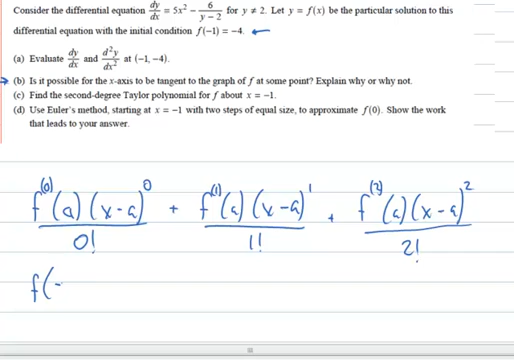 Consider the differential equation dy/dx = 5x² − 6/(y − 2) for y ≠ 2. Let y = f(x) be the particular solution to this
differential equation with the initial condition f(−1) = −4.
(a) Evaluate dy/dx and d²y/dx² at (−1, −4).
(b) Is it possible for the x-axis to be tangent to the graph of f at some point? Explain why or why not.
(c) Find the second-degree Taylor polynomial for f about x = −1.
(d) Use Euler's method, starting at x = −1 with two steps of equal size, to approximate f(0). Show the work
that leads to your answer.
f⁽⁰⁾(a)(x-a)⁰/0! + f⁽¹⁾(a)(x-a)¹/1! + f⁽²⁾(a)(x-a)²/2!
f(-